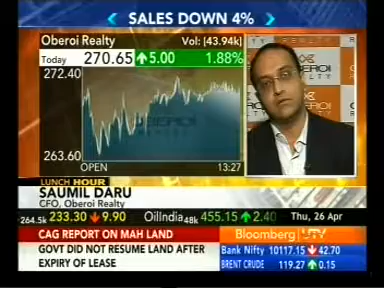 SALES DOWN 4%
Oberoi Realty Vol: (43.94k)
Today 270.65 5.00 1.88%
272.40
263.60
OPEN 13:27
LUNCH HOUR
SAUMIL DARU
CFO, Oberoi Realty
264.5k 233.30 9.90 OilIndia 48k 455.15 2.40 Thu, 26 Apr
CAG REPORT ON MAH LAND
Bloomberg UTV
GOVT DID NOT RESUME LAND AFTER
EXPIRY OF LEASE
Bank Nifty 10117.15 42.70
BRENT CRUDE 119.27 0.15